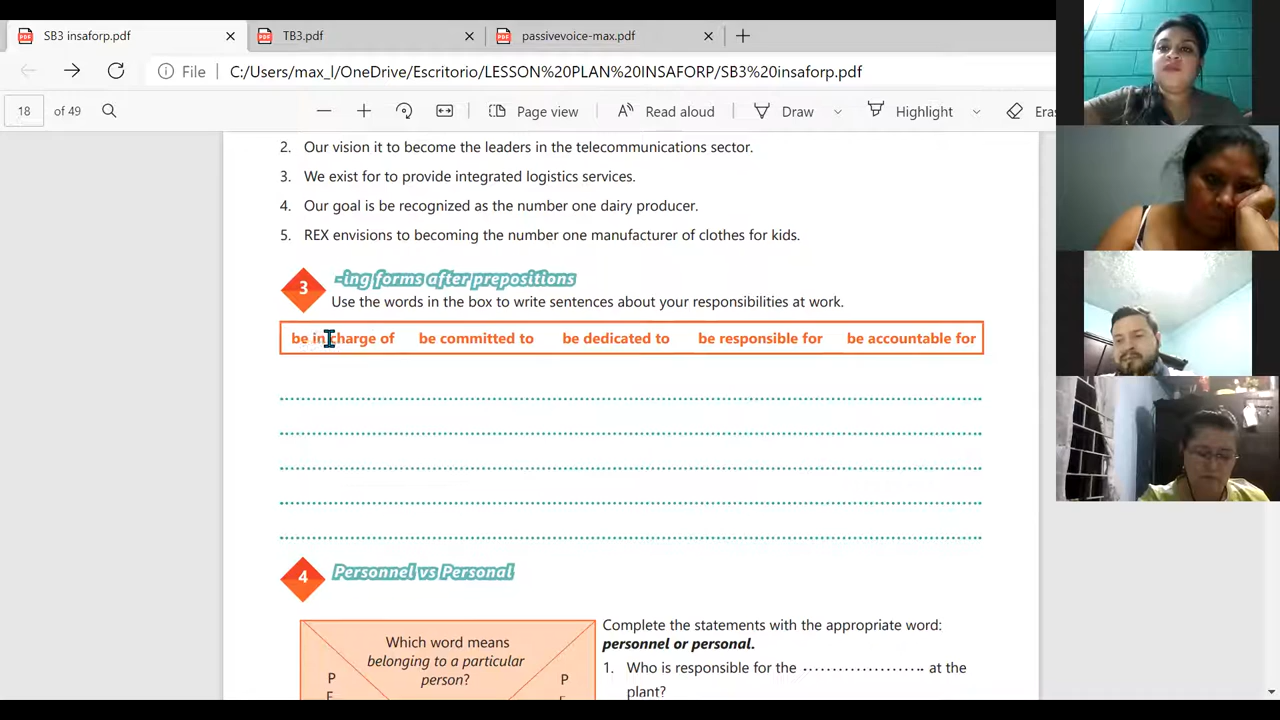 SB3 insaforp.pdf
TB3.pdf
passivevoice-max.pdf
File
C:/Users/max_l/OneDrive/Escritorio/LESSON%20PLAN%20INSAFORP/SB3%20insaforp.pdf
18 of 49
Page view
Read aloud
Draw
Highlight
Era
2. Our vision it to become the leaders in the telecommunications sector.
3. We exist for to provide integrated logistics services.
4. Our goal is be recognized as the number one dairy producer.
5. REX envisions to becoming the number one manufacturer of clothes for kids.
3 -ing forms after prepositions
Use the words in the box to write sentences about your responsibilities at work.
be in charge of be committed to be dedicated to be responsible for be accountable for
4 Personnel vs Personal
Which word means
belonging to a particular
person?
P
P
E
Complete the statements with the appropriate word:
personnel or personal.
1. Who is responsible for the .......................... at the
plant?